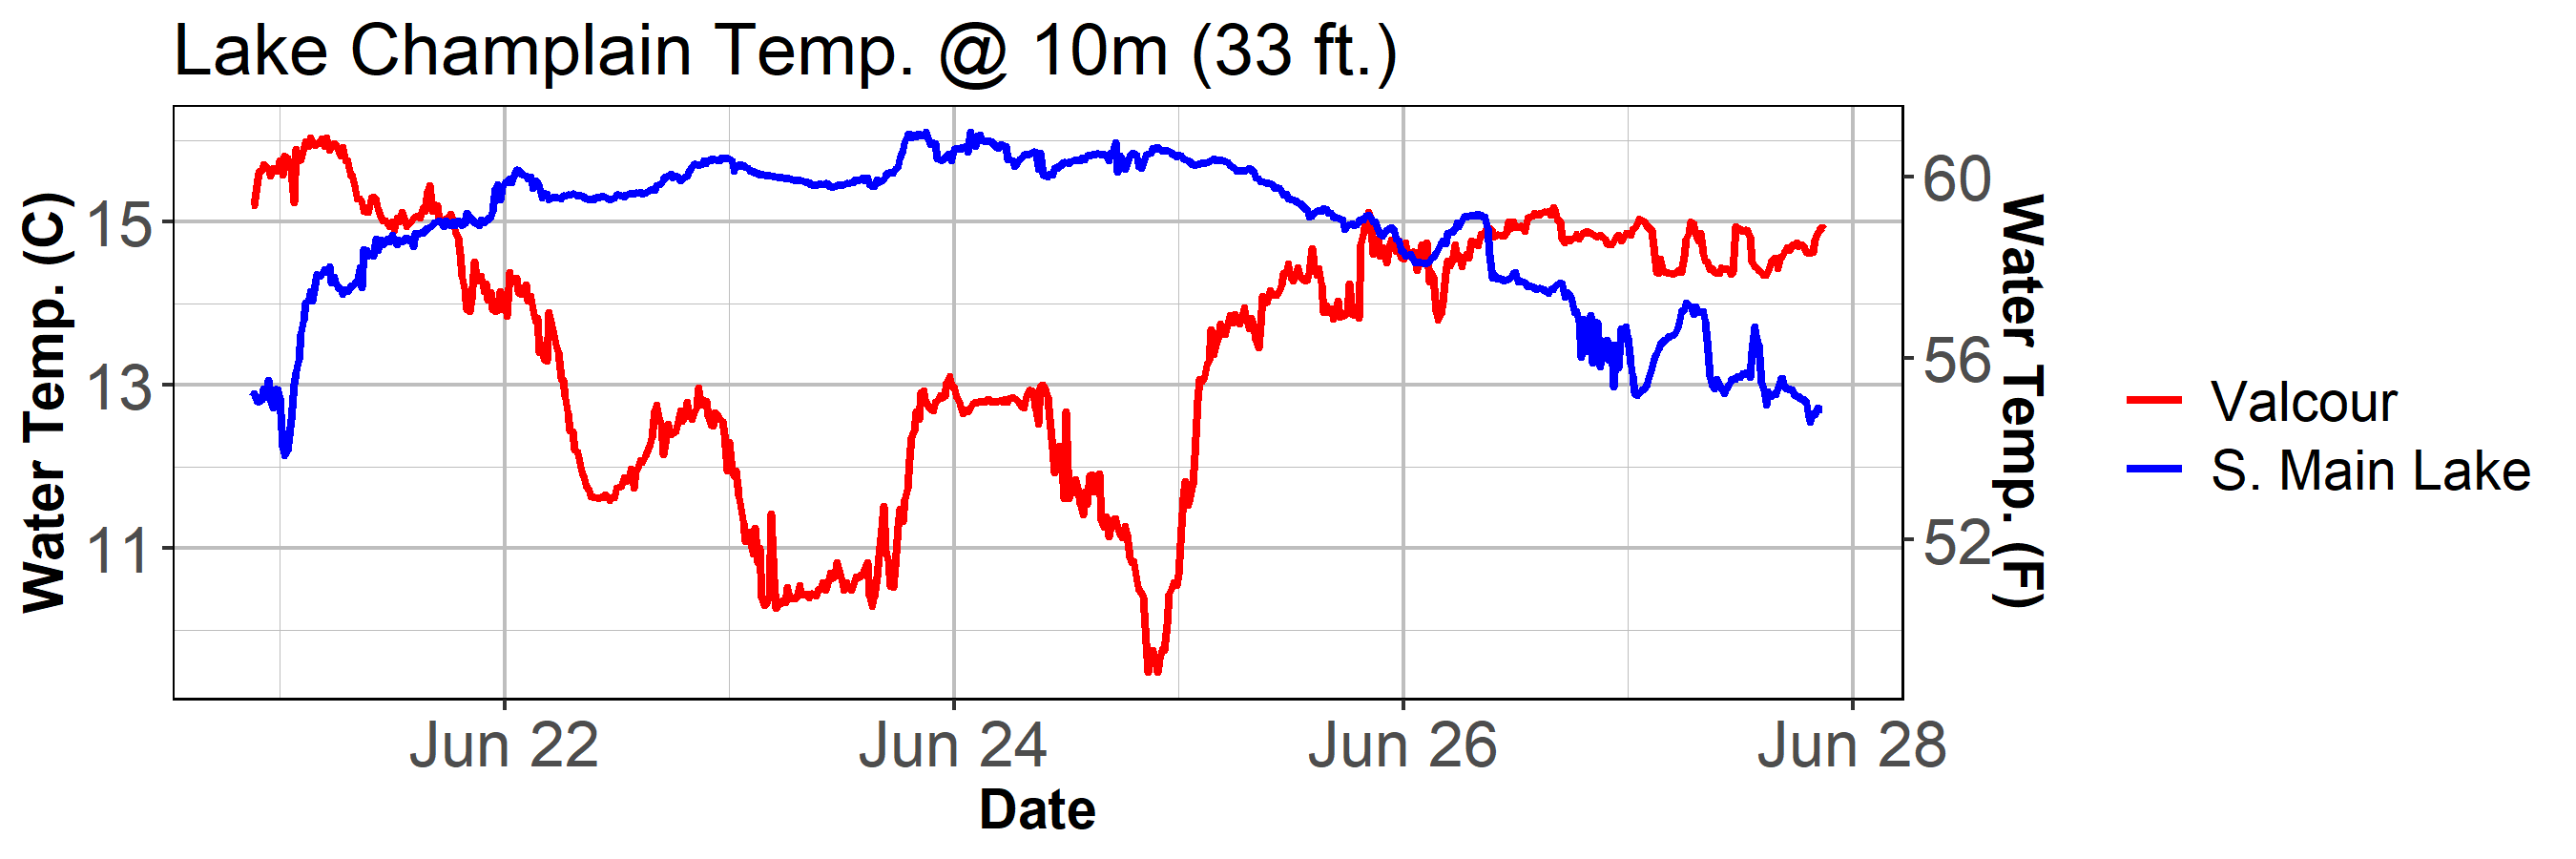 Lake Champlain Temp. @ 10m (33 ft.)
Water Temp. (C)
15
13
11
60
56
52
Water Temp. (F)
Jun 22
Jun 24
Jun 26
Jun 28
Date
Valcour
S. Main Lake